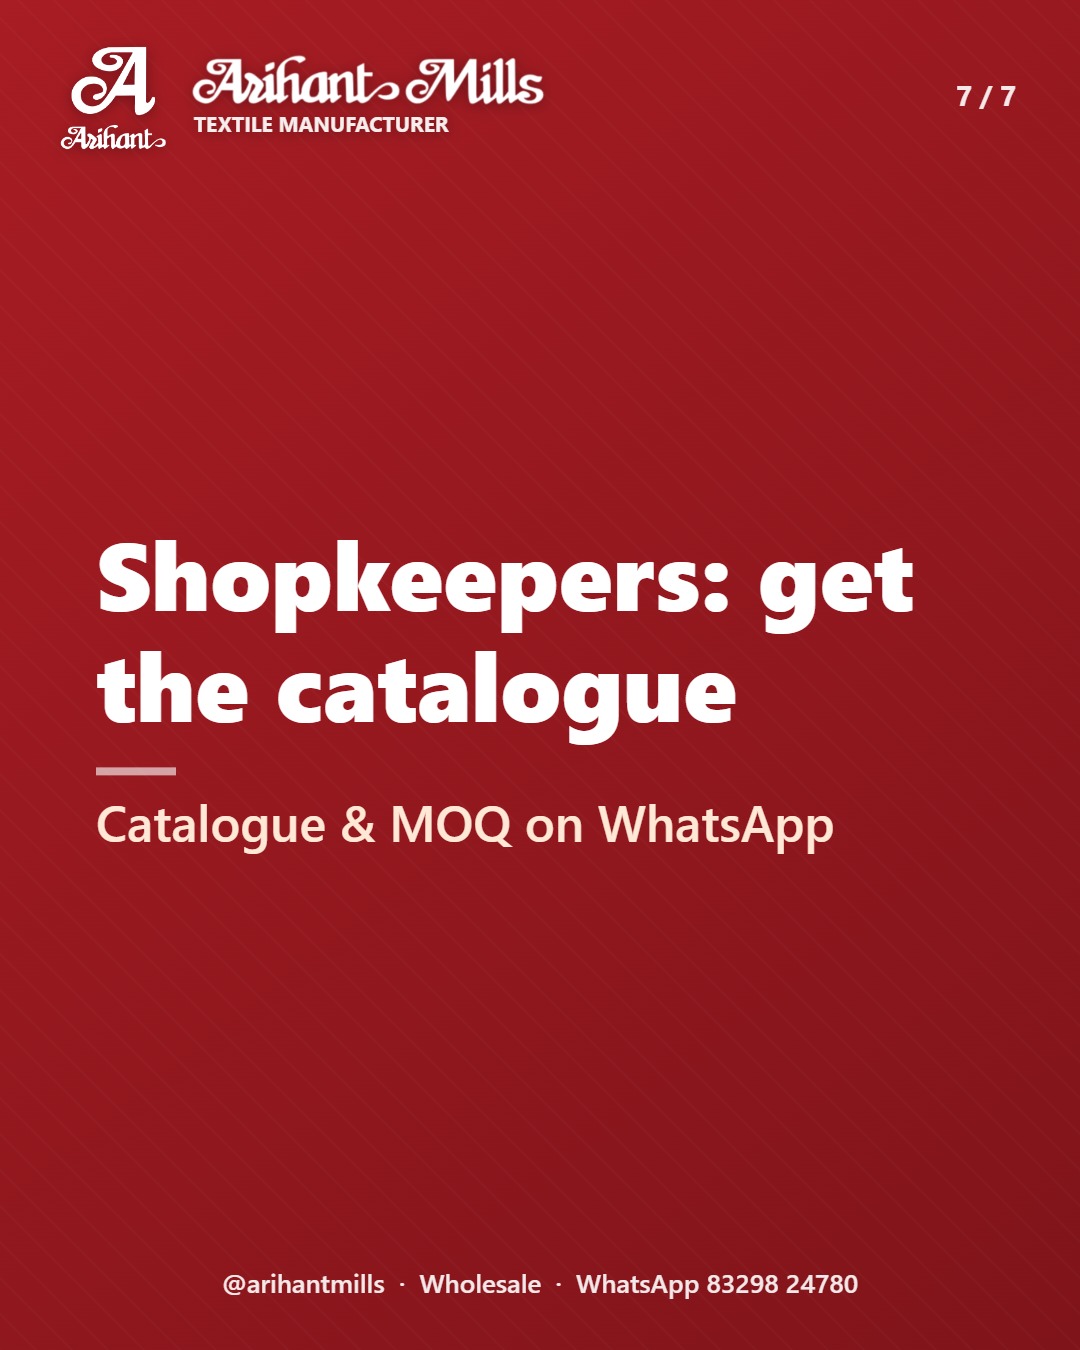 A
Arihant
Arihant Mills
TEXTILE MANUFACTURER
7 / 7
Shopkeepers: get
the catalogue
Catalogue & MOQ on WhatsApp
@arihantmills · Wholesale · WhatsApp 83298 24780